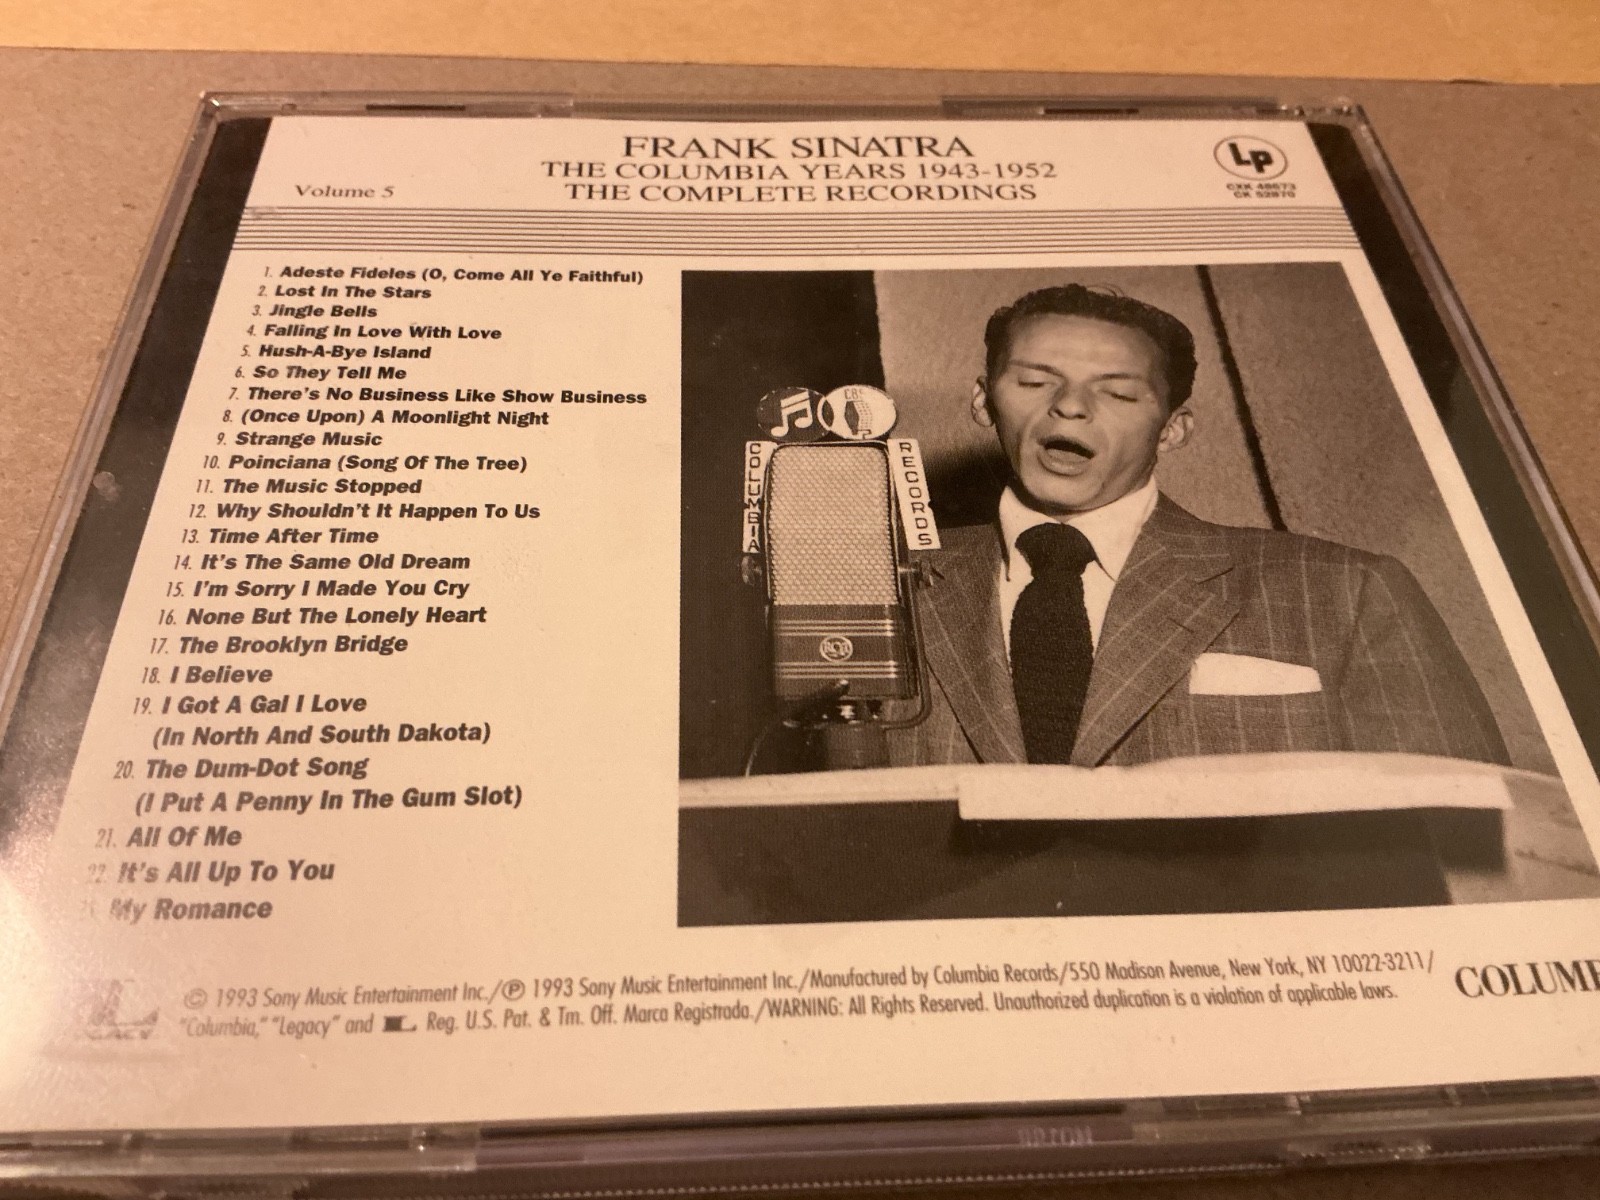 FRANK SINATRA
THE COLUMBIA YEARS 1943-1952
THE COMPLETE RECORDINGS
Volume 5
Lp
CXK 48673
CK 52870
1. Adeste Fideles (O, Come All Ye Faithful)
2. Lost In The Stars
3. Jingle Bells
4. Falling In Love With Love
5. Hush-A-Bye Island
6. So They Tell Me
7. There's No Business Like Show Business
8. (Once Upon) A Moonlight Night
9. Strange Music
10. Poinciana (Song Of The Tree)
11. The Music Stopped
12. Why Shouldn't It Happen To Us
13. Time After Time
14. It's The Same Old Dream
15. I'm Sorry I Made You Cry
16. None But The Lonely Heart
17. The Brooklyn Bridge
18. I Believe
19. I Got A Gal I Love
(In North And South Dakota)
20. The Dum-Dot Song
(I Put A Penny In The Gum Slot)
21. All Of Me
22. It's All Up To You
My Romance
CBS
COLUMBIA
RECORDS
RCA
© 1993 Sony Music Entertainment Inc./℗ 1993 Sony Music Entertainment Inc./Manufactured by Columbia Records/550 Madison Avenue, New York, NY 10022-3211/
"Columbia," "Legacy" and L Reg. U.S. Pat. & Tm. Off. Marca Registrada./WARNING: All Rights Reserved. Unauthorized duplication is a violation of applicable laws.
COLUMB